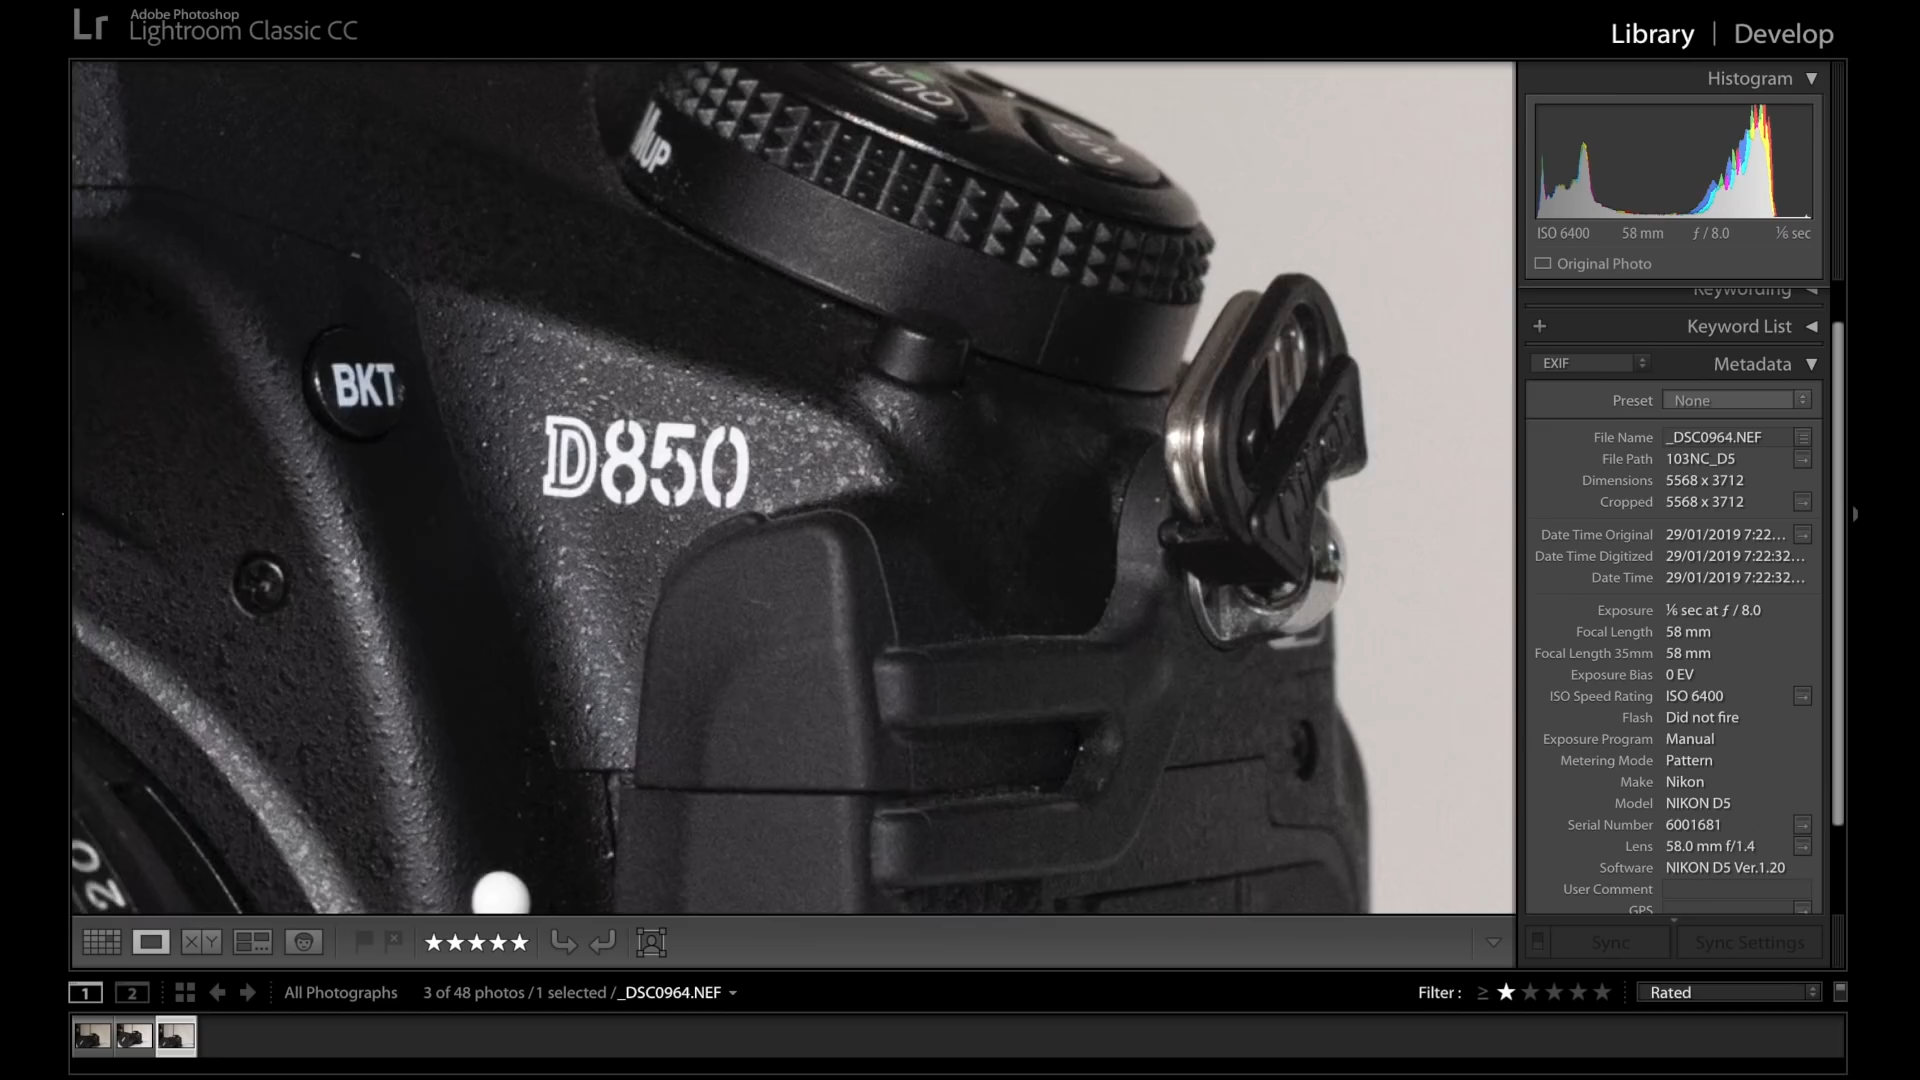 Lr
Adobe Photoshop
Lightroom Classic CC
Library | Develop
Histogram
ISO 6400 58 mm ƒ / 8.0 ⅙ sec
Original Photo
Keywording
+ Keyword List
EXIF Metadata
Preset None
File Name _DSC0964.NEF
File Path 103NC_D5
Dimensions 5568 x 3712
Cropped 5568 x 3712
Date Time Original 29/01/2019 7:22...
Date Time Digitized 29/01/2019 7:22:32...
Date Time 29/01/2019 7:22:32...
Exposure ⅙ sec at ƒ / 8.0
Focal Length 58 mm
Focal Length 35mm 58 mm
Exposure Bias 0 EV
ISO Speed Rating ISO 6400
Flash Did not fire
Exposure Program Manual
Metering Mode Pattern
Make Nikon
Model NIKON D5
Serial Number 6001681
Lens 58.0 mm f/1.4
Software NIKON D5 Ver.1.20
User Comment
GPS
Sync Sync Settings
QUAL
WB
MUP
BKT
D850
Nikon
20
X Y
★★★★★
1 2 All Photographs 3 of 48 photos / 1 selected / _DSC0964.NEF
Filter : ≥ ★★★★★ Rated